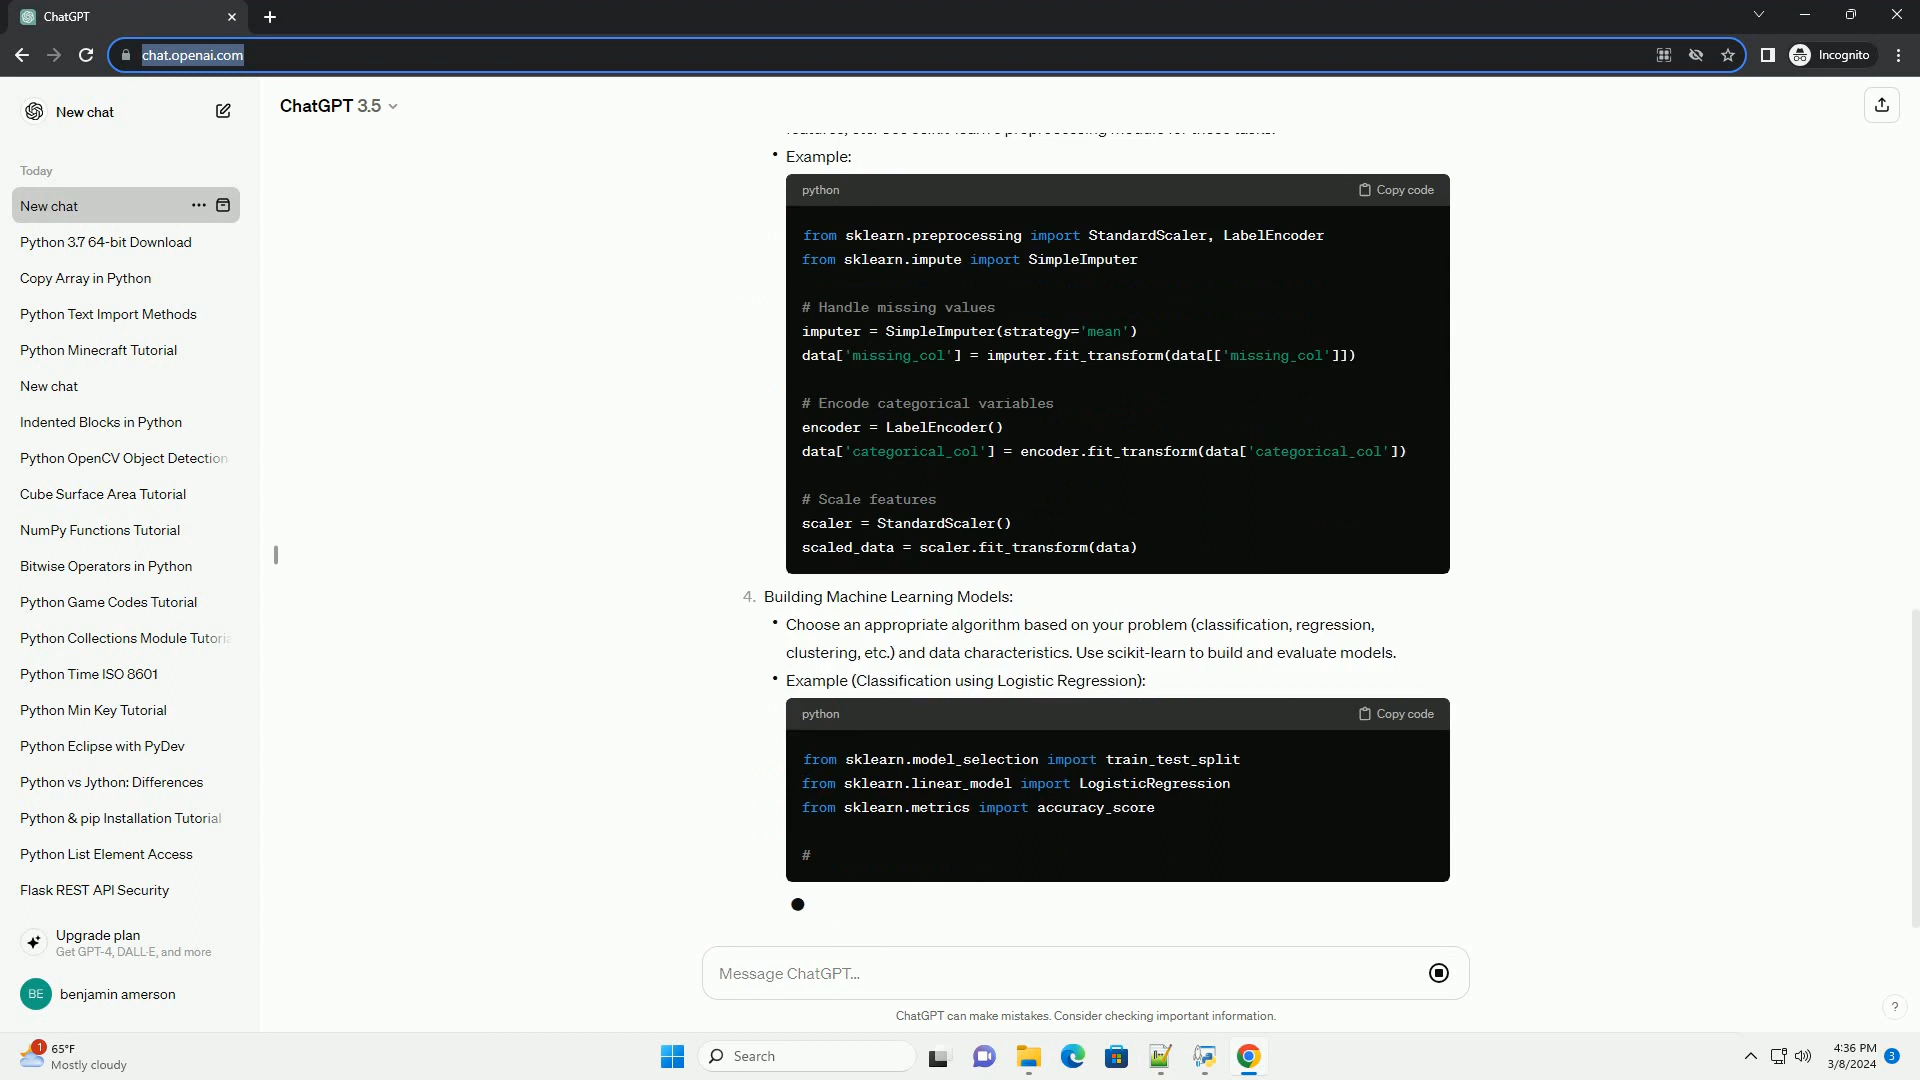 ChatGPT
chat.openai.com
Incognito
New chat
ChatGPT 3.5
Today
New chat
Python 3.7 64-bit Download
Copy Array in Python
Python Text Import Methods
Python Minecraft Tutorial
New chat
Indented Blocks in Python
Python OpenCV Object Detection
Cube Surface Area Tutorial
NumPy Functions Tutorial
Bitwise Operators in Python
Python Game Codes Tutorial
Python Collections Module Tutoria
Python Time ISO 8601
Python Min Key Tutorial
Python Eclipse with PyDev
Python vs Jython: Differences
Python & pip Installation Tutorial
Python List Element Access
Flask REST API Security
Upgrade plan
Get GPT-4, DALL·E, and more
BE benjamin amerson
• Example:
python Copy code
from sklearn.preprocessing import StandardScaler, LabelEncoder
from sklearn.impute import SimpleImputer
# Handle missing values
imputer = SimpleImputer(strategy='mean')
data['missing_col'] = imputer.fit_transform(data[['missing_col']])
# Encode categorical variables
encoder = LabelEncoder()
data['categorical_col'] = encoder.fit_transform(data['categorical_col'])
# Scale features
scaler = StandardScaler()
scaled_data = scaler.fit_transform(data)
4. Building Machine Learning Models:
• Choose an appropriate algorithm based on your problem (classification, regression,
clustering, etc.) and data characteristics. Use scikit-learn to build and evaluate models.
• Example (Classification using Logistic Regression):
python Copy code
from sklearn.model_selection import train_test_split
from sklearn.linear_model import LogisticRegression
from sklearn.metrics import accuracy_score
#
Message ChatGPT...
ChatGPT can make mistakes. Consider checking important information.
?
1
65°F
Mostly cloudy
Search
4:36 PM
3/8/2024
3